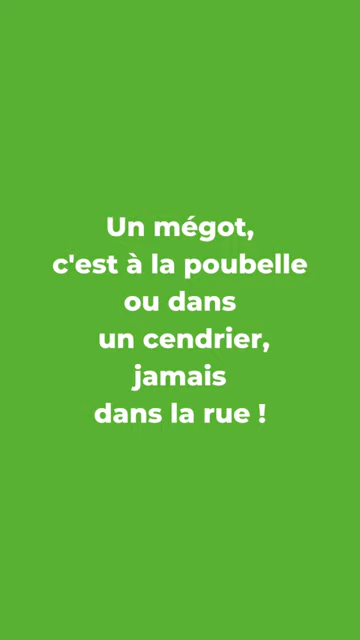 Un mégot,
c'est à la poubelle
ou dans
un cendrier,
jamais
dans la rue !